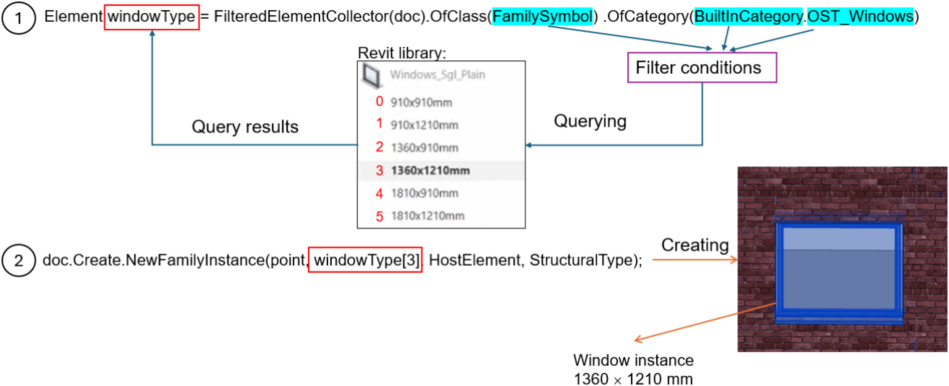 1 Element windowType = FilteredElementCollector(doc).OfClass(FamilySymbol) .OfCategory(BuiltInCategory.OST_Windows)
Revit library:
Windows_Sgl_Plain
0 910x910mm
1 910x1210mm
2 1360x910mm
3 1360x1210mm
4 1810x910mm
5 1810x1210mm
Filter conditions
Query results
Querying
2 doc.Create.NewFamilyInstance(point, windowType[3], HostElement, StructuralType);
Creating
Window instance
1360 × 1210 mm